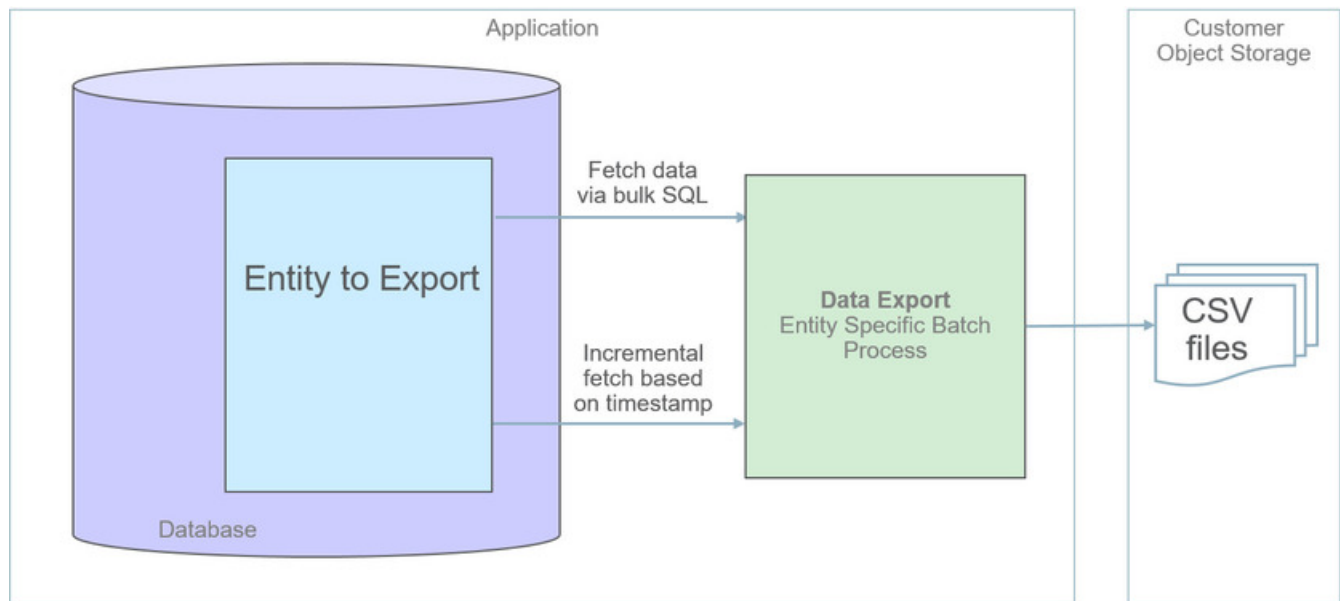 Application
Customer
Object Storage
Fetch data
via bulk SQL
Entity to Export
Data Export
Entity Specific Batch
Process
CSV
files
Incremental
fetch based
on timestamp
Database